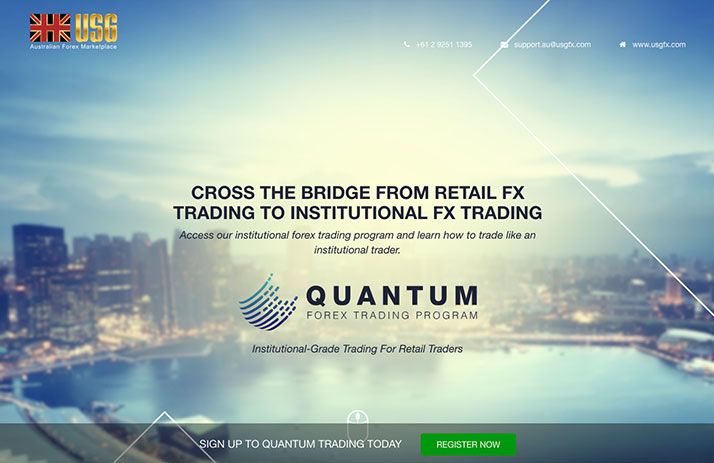 USG
Australian Forex Marketplace
+61 2 9251 1395
support.au@usgfx.com
www.usgfx.com
CROSS THE BRIDGE FROM RETAIL FX
TRADING TO INSTITUTIONAL FX TRADING
Access our institutional forex trading program and learn how to trade like an
institutional trader.
QUANTUM
FOREX TRADING PROGRAM
Institutional-Grade Trading For Retail Traders
SIGN UP TO QUANTUM TRADING TODAY
REGISTER NOW